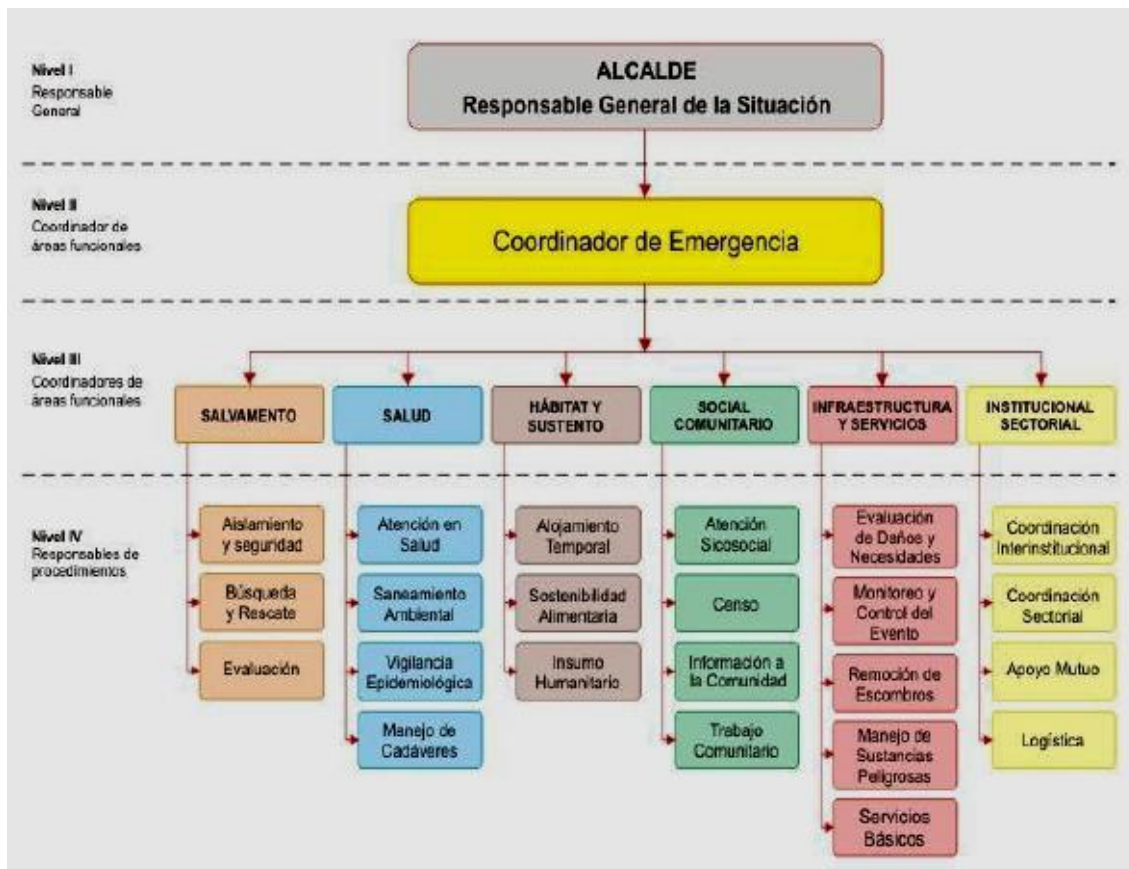 Nivel I
Responsable
General
ALCALDE
Responsable General de la Situación
Nivel II
Coordinador de
áreas funcionales
Coordinador de Emergencia
Nivel III
Coordinadores de
áreas funcionales
SALVAMENTO
SALUD
HÁBITAT Y
SUSTENTO
SOCIAL
COMUNITARIO
INFRAESTRUCTURA
Y SERVICIOS
INSTITUCIONAL
SECTORIAL
Nivel IV
Responsables de
procedimientos
Aislamiento
y seguridad
Búsqueda
y Rescate
Evaluación
Atención en
Salud
Saneamiento
Ambiental
Vigilancia
Epidemiológica
Manejo de
Cadáveres
Alojamiento
Temporal
Sostenibilidad
Alimentaria
Insumo
Humanitario
Atención
Sicosocial
Censo
Información a
la Comunidad
Trabajo
Comunitario
Evaluación
de Daños y
Necesidades
Monitoreo y
Control del
Evento
Remoción de
Escombros
Manejo de
Sustancias
Peligrosas
Servicios
Básicos
Coordinación
Interinstitucional
Coordinación
Sectorial
Apoyo Mutuo
Logística